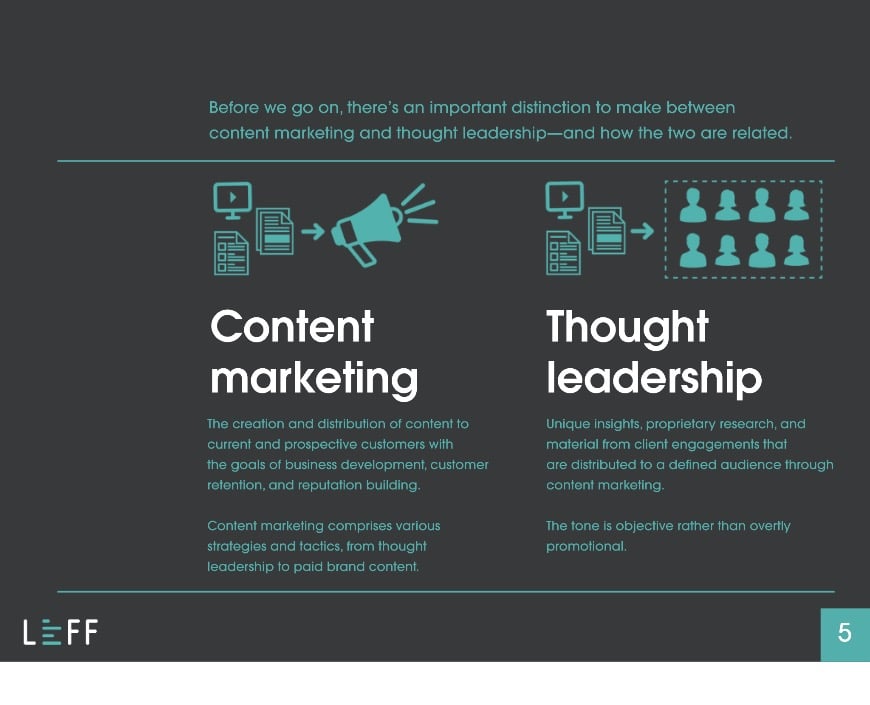 Before we go on, there's an important distinction to make between
content marketing and thought leadership—and how the two are related.
Content
marketing
The creation and distribution of content to
current and prospective customers with
the goals of business development, customer
retention, and reputation building.
Content marketing comprises various
strategies and tactics, from thought
leadership to paid brand content.
Thought
leadership
Unique insights, proprietary research, and
material from client engagements that
are distributed to a defined audience through
content marketing.
The tone is objective rather than overtly
promotional.
LEFF
5